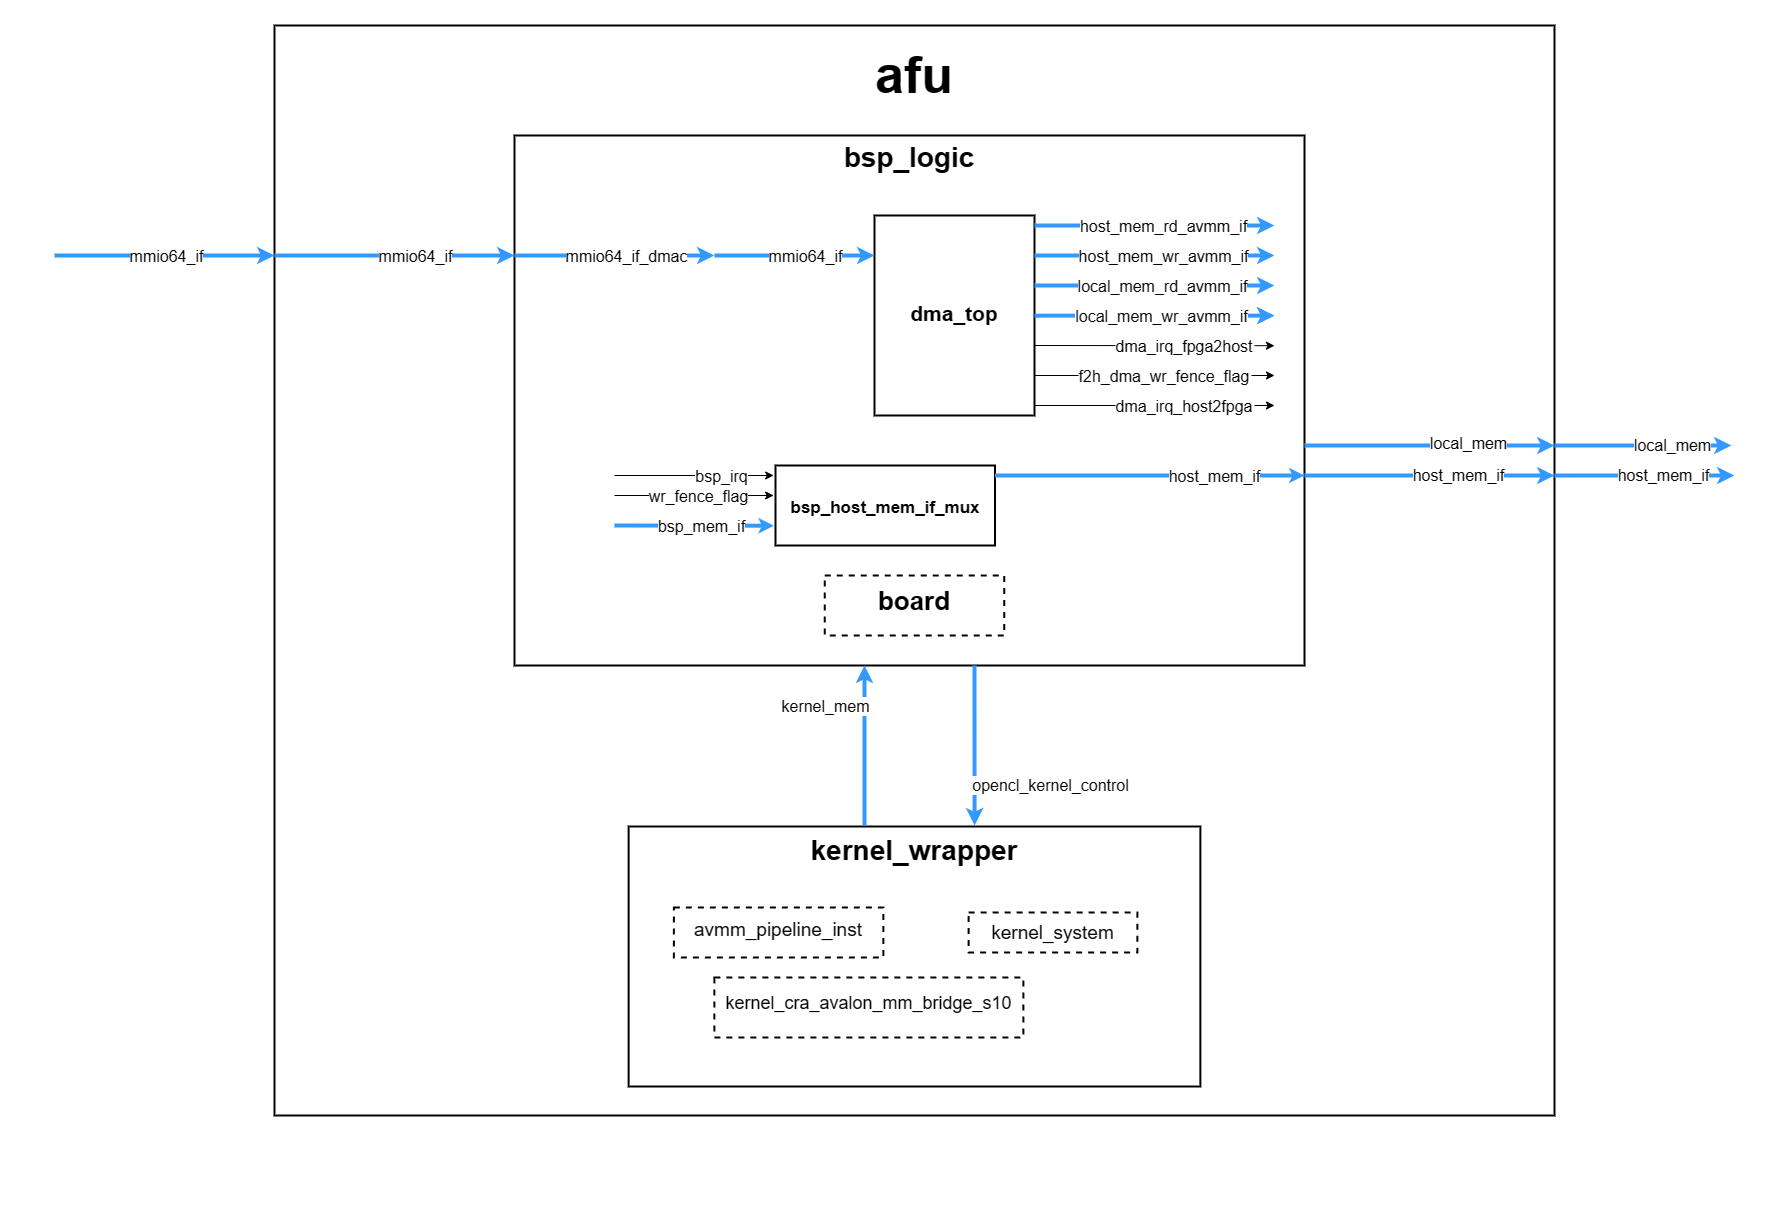 afu
bsp_logic
mmio64_if
mmio64_if
mmio64_if_dmac
mmio64_if
dma_top
host_mem_rd_avmm_if
host_mem_wr_avmm_if
local_mem_rd_avmm_if
local_mem_wr_avmm_if
dma_irq_fpga2host
f2h_dma_wr_fence_flag
dma_irq_host2fpga
local_mem
local_mem
bsp_irq
wr_fence_flag
bsp_mem_if
bsp_host_mem_if_mux
host_mem_if
host_mem_if
host_mem_if
board
kernel_mem
opencl_kernel_control
kernel_wrapper
avmm_pipeline_inst
kernel_system
kernel_cra_avalon_mm_bridge_s10